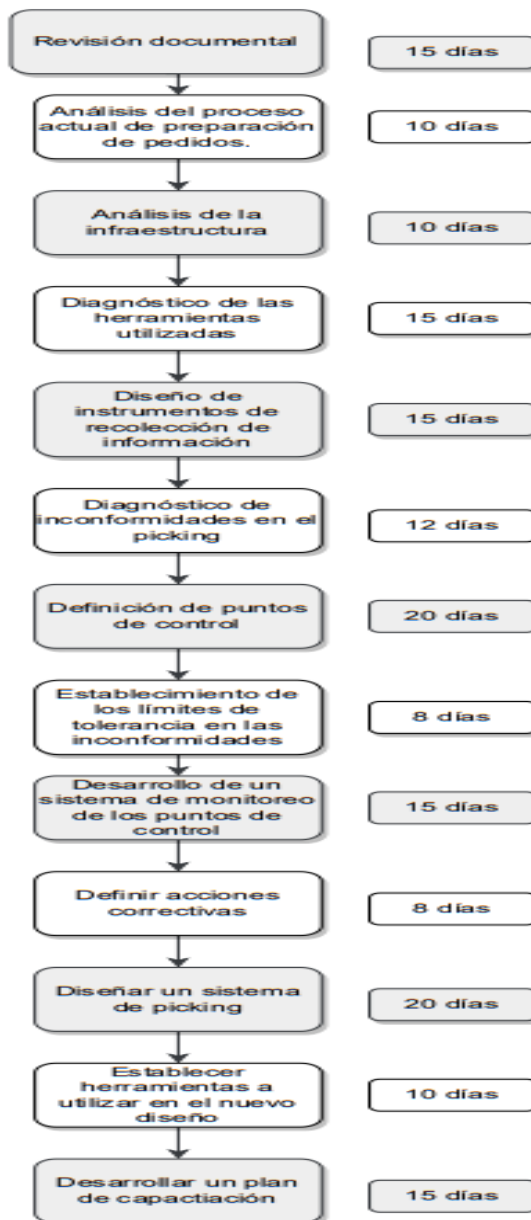 Revisión documental
15 días
Análisis del proceso
actual de preparación
de pedidos.
10 días
Análisis de la
infraestructura
10 días
Diagnóstico de las
herramientas
utilizadas
15 días
Diseño de
instrumentos de
recolección de
información
15 días
Diagnóstico de
inconformidades en el
picking
12 días
Definición de puntos
de control
20 días
Establecimiento de
los límites de
tolerancia en las
inconformidades
8 días
Desarrollo de un
sistema de monitoreo
de los puntos de
control
15 días
Definir acciones
correctivas
8 días
Diseñar un sistema
de picking
20 días
Establecer
herramientas a
utilizar en el nuevo
diseño
10 días
Desarrollar un plan
de capactiación
15 días